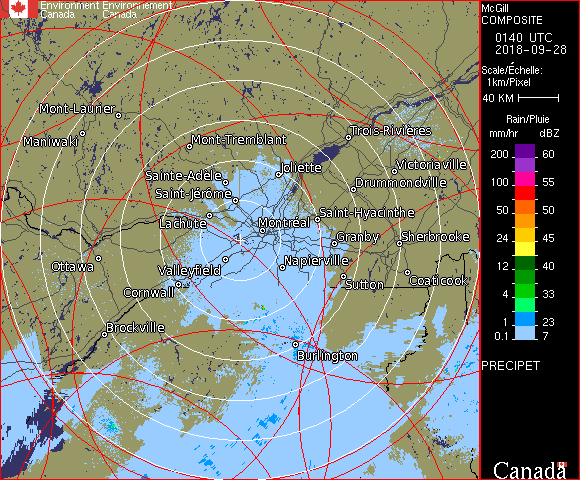 Environment Environnement
Canada Canada
McGill
COMPOSITE
0140 UTC
2018-09-28
Scale/Échelle:
1km/Pixel
40 KM
Rain/Pluie
mm/hr dBZ
200 60
100 55
50 50
24 45
12 40
4 33
1 23
0.1 7
PRECIPET
Canada
Mont-Laurier
Trois-Rivières
Maniwaki
Mont-Tremblant
Victoriaville
Joliette
Sainte-Adèle
Drummondville
Saint-Jérôme
Saint-Hyacinthe
Lachute
Montréal
Granby
Sherbrooke
Ottawa
Valleyfield
Napierville
Coaticook
Sutton
Cornwall
Brockville
Burlington